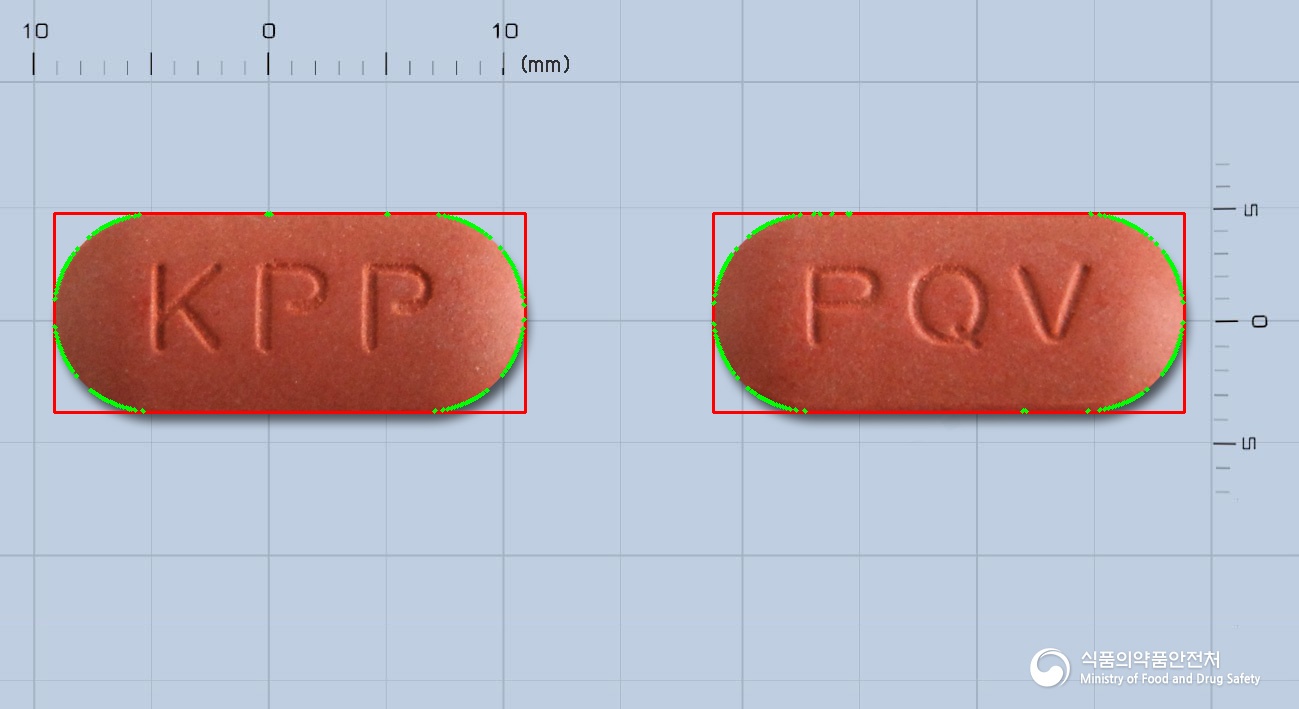 10 0 10
(mm)
KPP
PQV
5
0
5
식품의약품안전처
Ministry of Food and Drug Safety